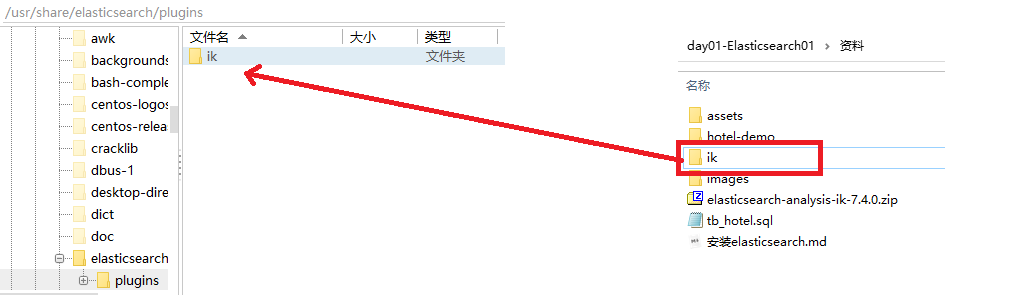 /usr/share/elasticsearch/plugins
awk
backgrounds
bash-comple
centos-logos
centos-relea
cracklib
dbus-1
desktop-dire
dict
doc
elasticsearch
plugins
文件名 大小 类型
ik 文件夹
day01-Elasticsearch01 > 资料
名称
assets
hotel-demo
ik
images
elasticsearch-analysis-ik-7.4.0.zip
tb_hotel.sql
安装elasticsearch.md